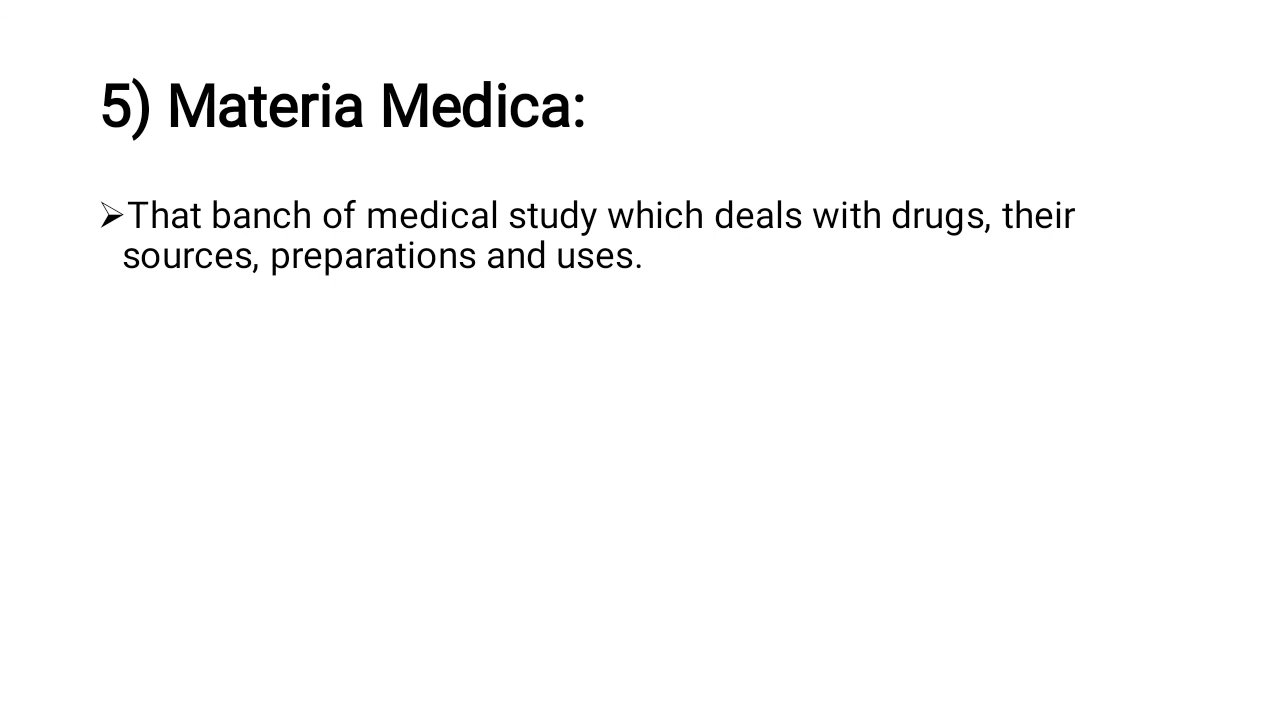 5) Materia Medica:
➢That banch of medical study which deals with drugs, their
sources, preparations and uses.